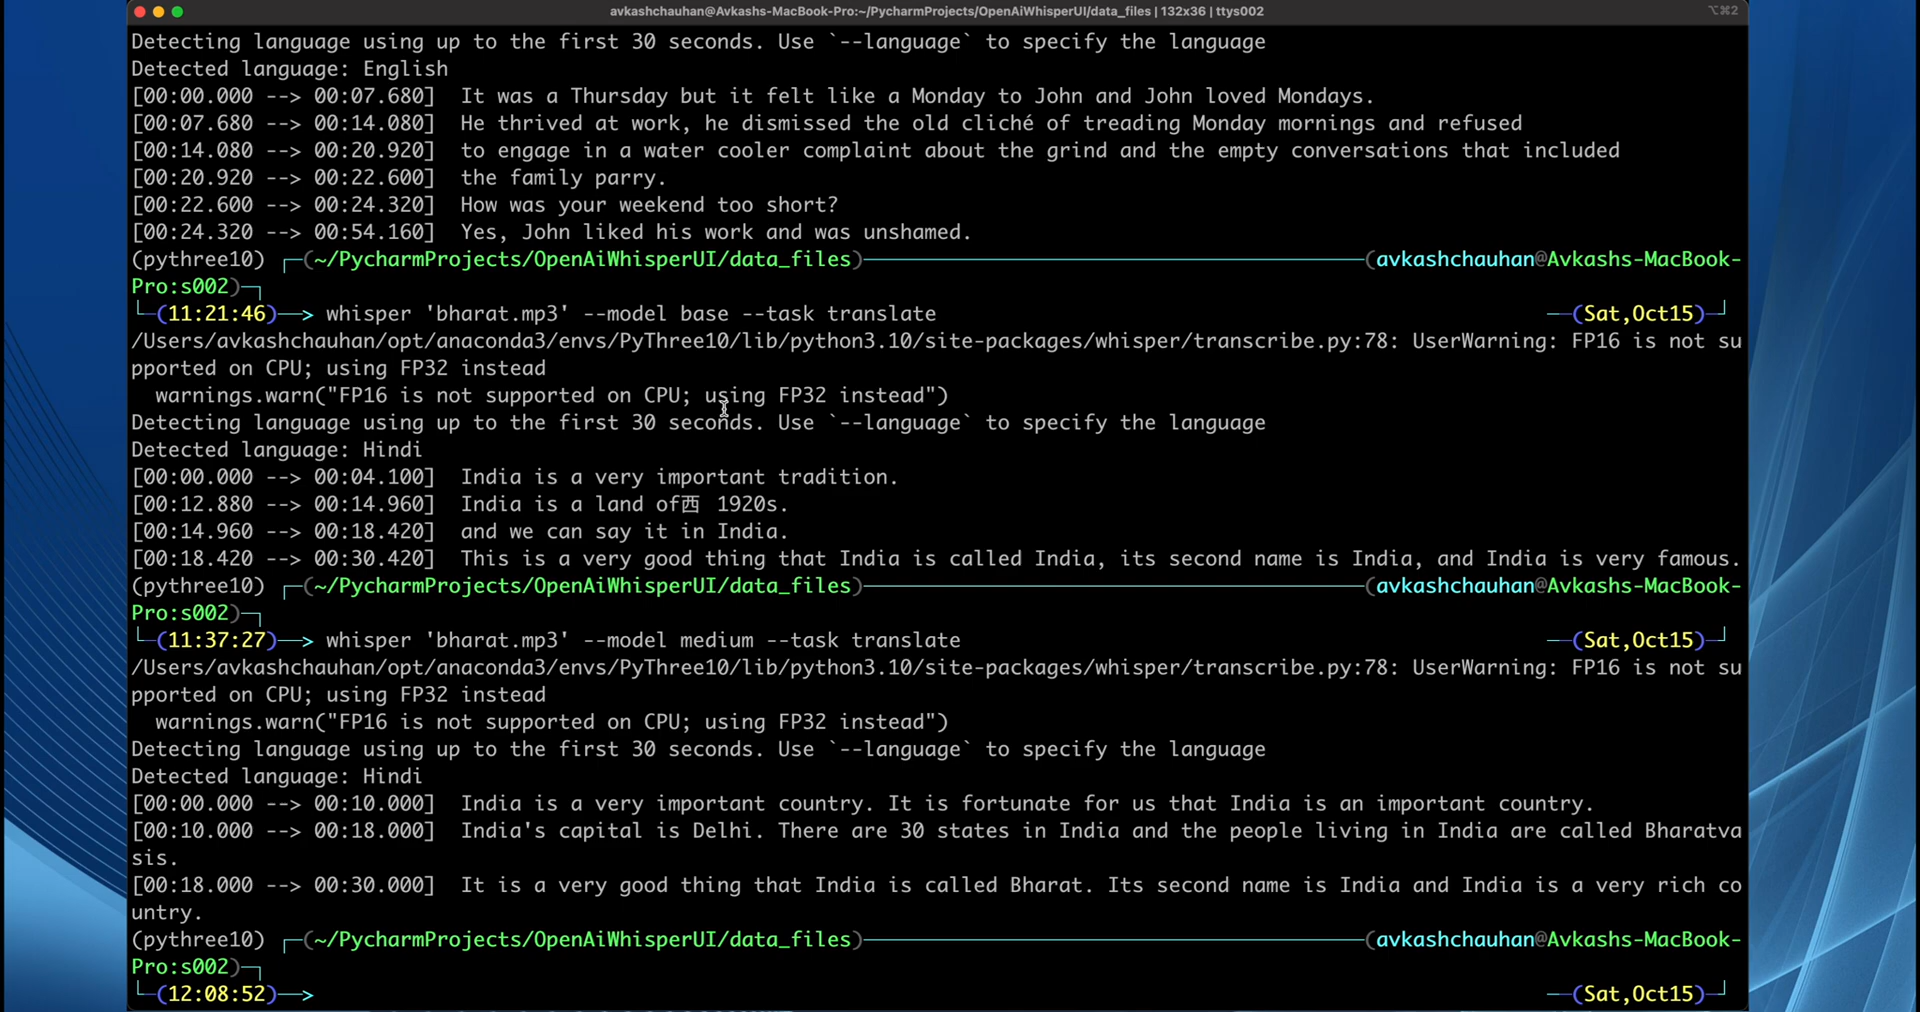 avkashchauhan@Avkashs-MacBook-Pro:~/PycharmProjects/OpenAiWhisperUI/data_files | 132x36 | ttys002
⌥⌘2
Detecting language using up to the first 30 seconds. Use `--language` to specify the language
Detected language: English
[00:00.000 --> 00:07.680]  It was a Thursday but it felt like a Monday to John and John loved Mondays.
[00:07.680 --> 00:14.080]  He thrived at work, he dismissed the old cliché of treading Monday mornings and refused
[00:14.080 --> 00:20.920]  to engage in a water cooler complaint about the grind and the empty conversations that included
[00:20.920 --> 00:22.600]  the family parry.
[00:22.600 --> 00:24.320]  How was your weekend too short?
[00:24.320 --> 00:54.160]  Yes, John liked his work and was unshamed.
(pythree10) ┌─(~/PycharmProjects/OpenAiWhisperUI/data_files)────────────────────(avkashchauhan@Avkashs-MacBook-
Pro:s002)─┐
└─(11:21:46)──> whisper 'bharat.mp3' --model base --task translate ──(Sat,Oct15)─┘
/Users/avkashchauhan/opt/anaconda3/envs/PyThree10/lib/python3.10/site-packages/whisper/transcribe.py:78: UserWarning: FP16 is not su
pported on CPU; using FP32 instead
  warnings.warn("FP16 is not supported on CPU; using FP32 instead")
Detecting language using up to the first 30 seconds. Use `--language` to specify the language
Detected language: Hindi
[00:00.000 --> 00:04.100]  India is a very important tradition.
[00:12.880 --> 00:14.960]  India is a land of西 1920s.
[00:14.960 --> 00:18.420]  and we can say it in India.
[00:18.420 --> 00:30.420]  This is a very good thing that India is called India, its second name is India, and India is very famous.
(pythree10) ┌─(~/PycharmProjects/OpenAiWhisperUI/data_files)────────────────────(avkashchauhan@Avkashs-MacBook-
Pro:s002)─┐
└─(11:37:27)──> whisper 'bharat.mp3' --model medium --task translate ──(Sat,Oct15)─┘
/Users/avkashchauhan/opt/anaconda3/envs/PyThree10/lib/python3.10/site-packages/whisper/transcribe.py:78: UserWarning: FP16 is not su
pported on CPU; using FP32 instead
  warnings.warn("FP16 is not supported on CPU; using FP32 instead")
Detecting language using up to the first 30 seconds. Use `--language` to specify the language
Detected language: Hindi
[00:00.000 --> 00:10.000]  India is a very important country. It is fortunate for us that India is an important country.
[00:10.000 --> 00:18.000]  India's capital is Delhi. There are 30 states in India and the people living in India are called Bharatva
sis.
[00:18.000 --> 00:30.000]  It is a very good thing that India is called Bharat. Its second name is India and India is a very rich co
untry.
(pythree10) ┌─(~/PycharmProjects/OpenAiWhisperUI/data_files)────────────────────(avkashchauhan@Avkashs-MacBook-
Pro:s002)─┐
└─(12:08:52)──> ──(Sat,Oct15)─┘